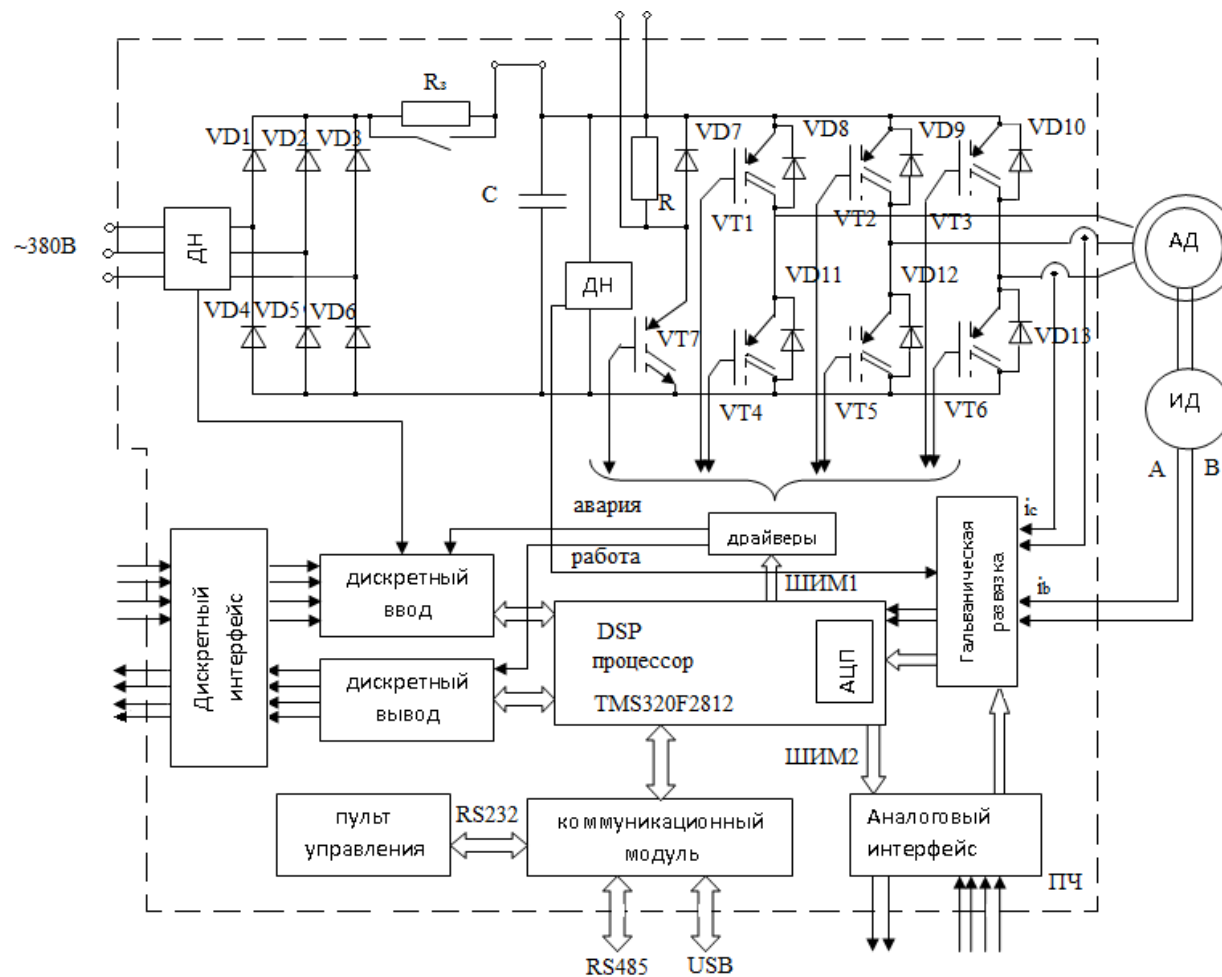 Rз
VD1
VD2
VD3
VD7
VD8
VD9
VD10
C
R
VT1
VT2
VT3
~380В
ДН
АД
ДН
VD11
VD12
VD4
VD5
VD6
VT7
VD13
VT4
VT5
VT6
ИД
A
B
авария
работа
драйверы
ic
ШИМ1
ib
Дискретный
интерфейс
дискретный
ввод
дискретный
вывод
DSP
процессор
TMS320F2812
АЦП
Гальваническая
развязка
ШИМ2
пульт
управления
RS232
коммуникационный
модуль
Аналоговый
интерфейс
ПЧ
RS485
USB